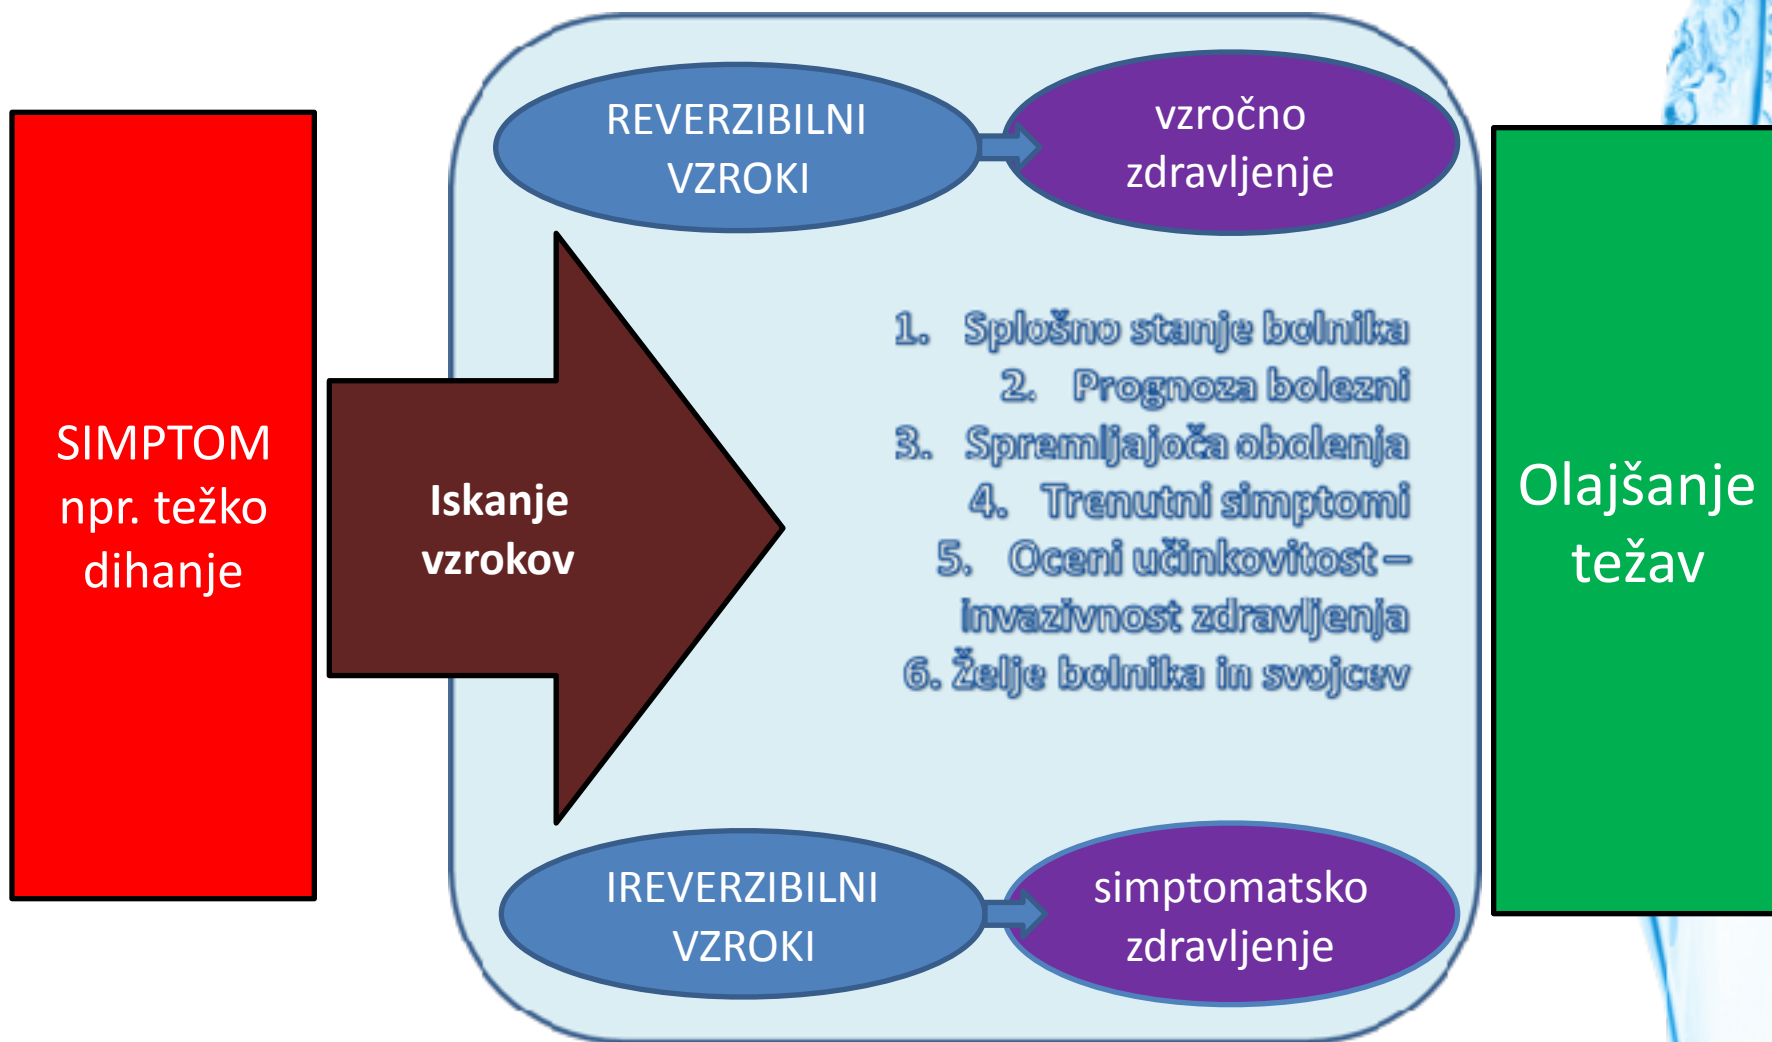 SIMPTOM
npr. težko
dihanje
Iskanje
vzrokov
REVERZIBILNI
VZROKI
vzročno
zdravljenje
1. Splošno stanje bolnika
2. Prognoza bolezni
3. Spremljajoča obolenja
4. Trenutni simptomi
5. Oceni učinkovitost –
invazivnost zdravljenja
6. Želje bolnika in svojcev
IREVERZIBILNI
VZROKI
simptomatsko
zdravljenje
Olajšanje
težav